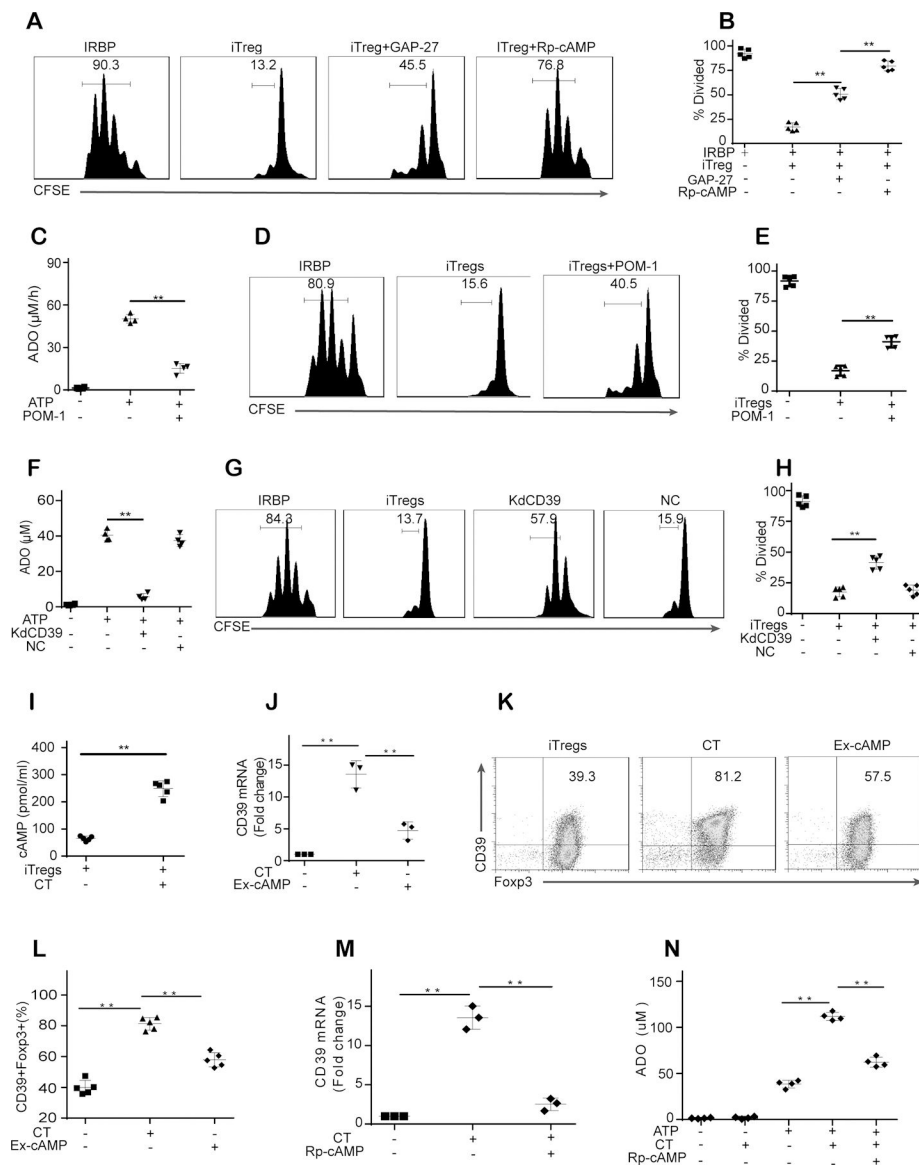 A
IRBP iTreg iTreg+GAP-27 ITreg+Rp-cAMP
90.3 13.2 45.5 76.8
CFSE
B
% Divided
100
75
50
25
0
** **
IRBP + + + +
iTreg - + + +
GAP-27 - - + -
Rp-cAMP - - - +
C
ADO (µM/h)
90
60
30
0
**
ATP - + +
POM-1 - - +
D
IRBP iTregs iTregs+POM-1
80.9 15.6 40.5
CFSE
E
% Divided
100
75
50
25
0
**
iTregs - + +
POM-1 - - +
F
ADO (µM)
60
40
20
0
**
ATP - + + +
KdCD39 - - + -
NC - - - +
G
IRBP iTregs KdCD39 NC
84.3 13.7 57.9 15.9
CFSE
H
% Divided
100
75
50
25
0
**
iTregs - + + +
KdCD39 - - + -
NC - - - +
I
cAMP (pmol/ml)
400
300
200
100
0
**
iTregs + +
CT - +
J
CD39 mRNA
(Fold change)
15
10
5
0
** **
CT - + -
Ex-cAMP - - +
K
iTregs CT Ex-cAMP
39.3 81.2 57.5
CD39
Foxp3
L
CD39+Foxp3+(%)
100
80
60
40
20
** **
CT - + -
Ex-cAMP - - +
M
CD39 mRNA
(Fold change)
15
10
5
0
** **
CT - + +
Rp-cAMP - - +
N
ADO (uM )
150
100
50
0
** **
ATP - - + + +
CT - + - + +
Rp-cAMP - - - - +